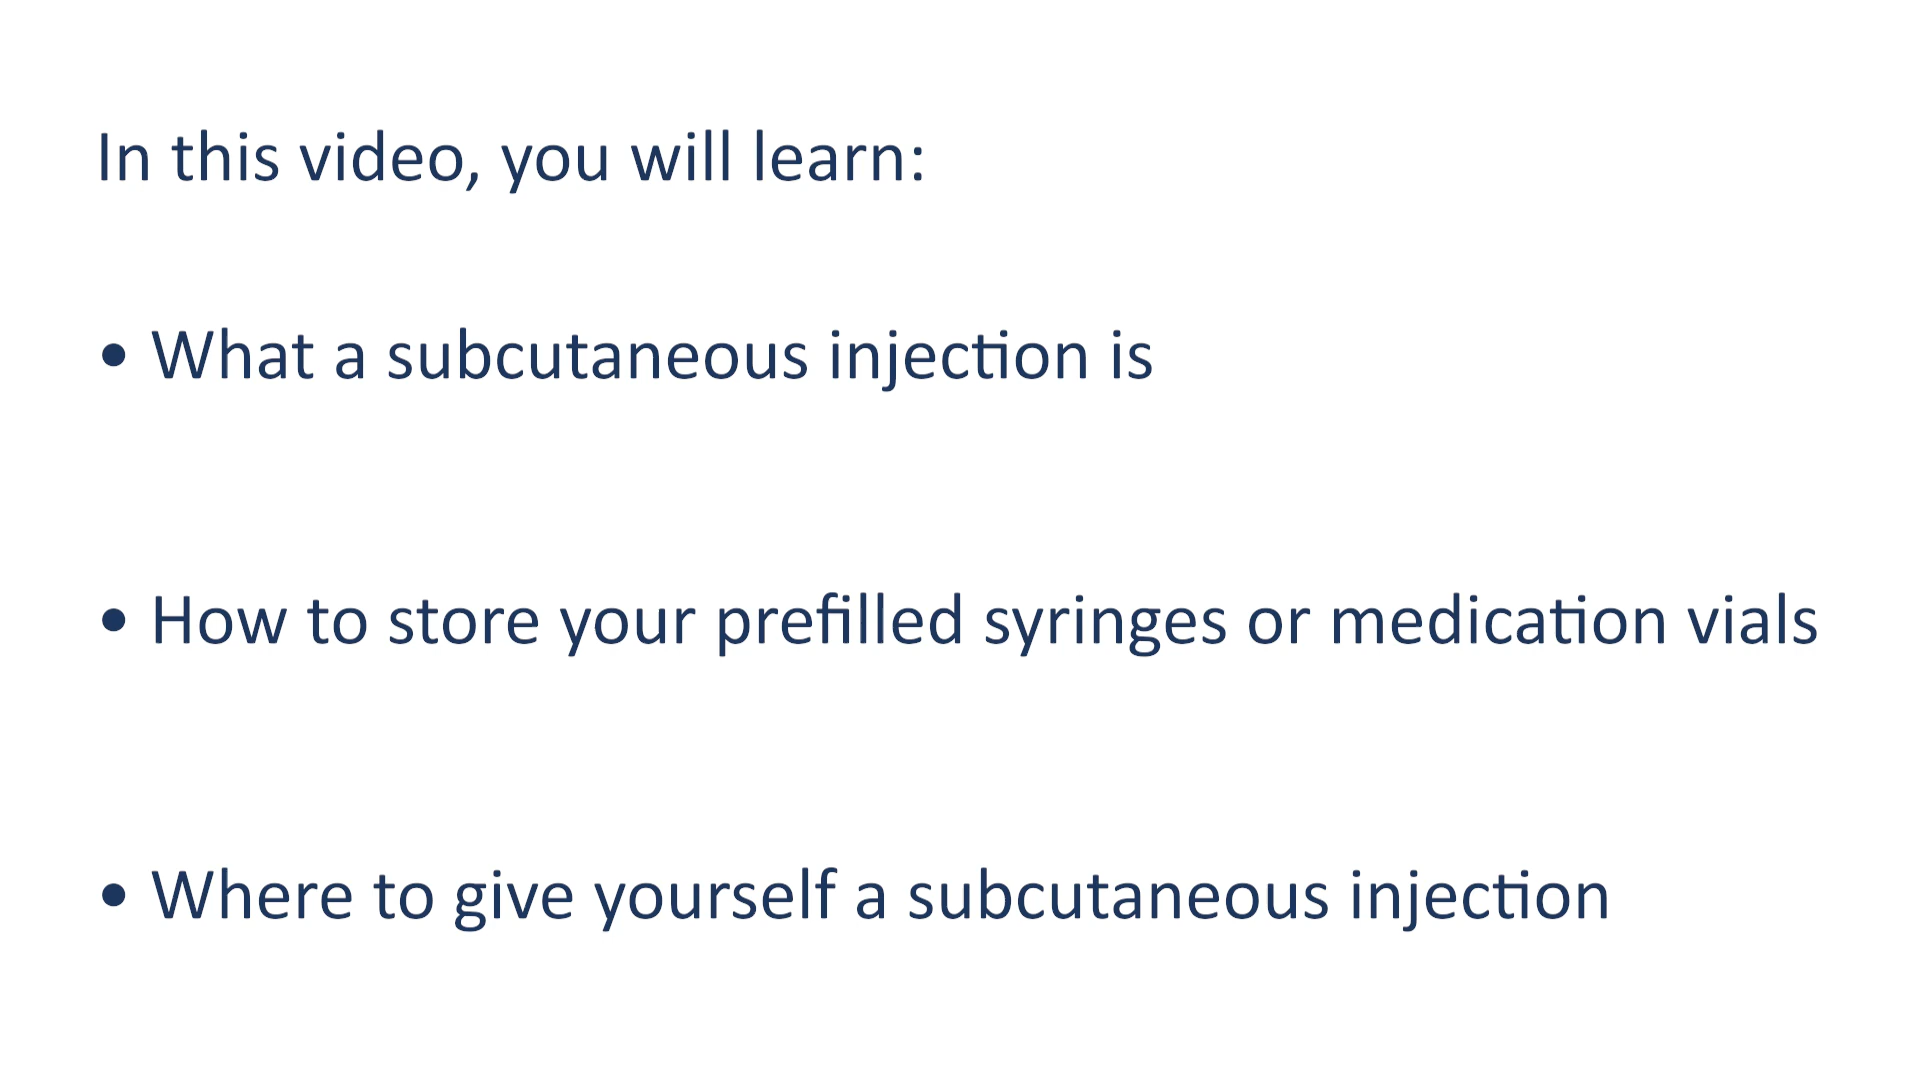 In this video, you will learn:
• What a subcutaneous injection is
• How to store your prefilled syringes or medication vials
• Where to give yourself a subcutaneous injection